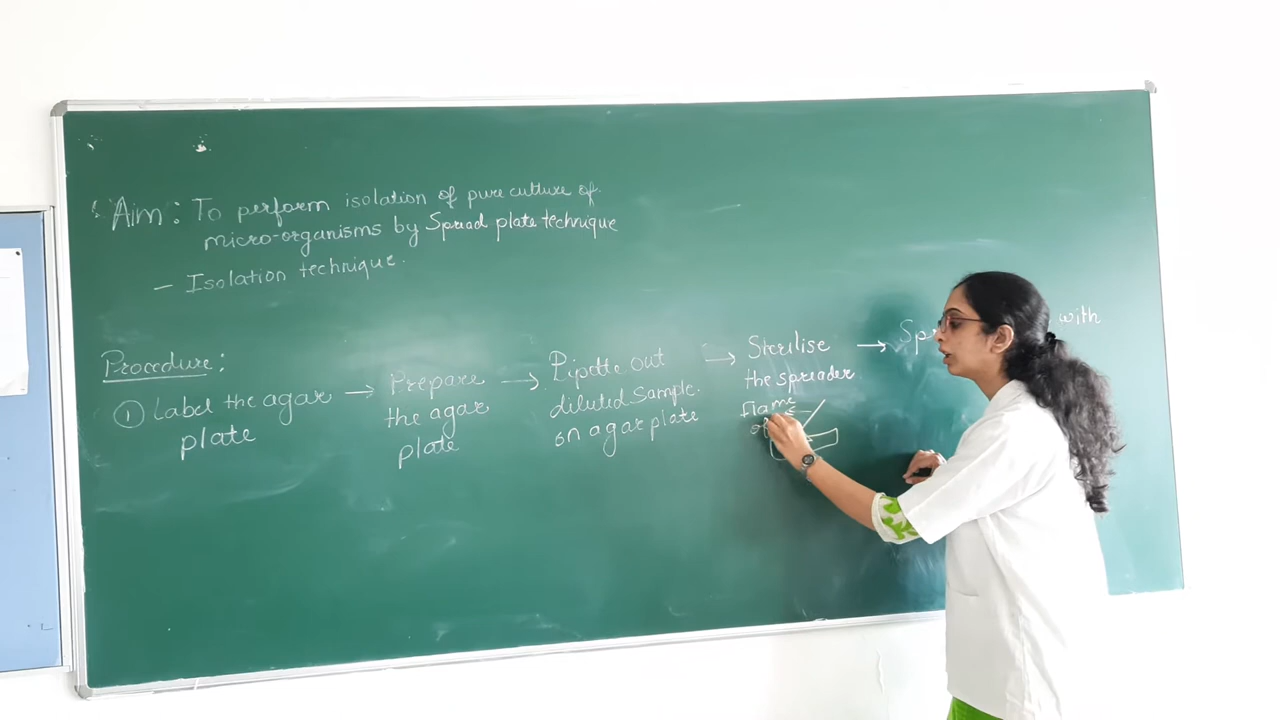 Aim: To perform isolation of pure culture of
micro-organisms by Spread plate technique
- Isolation technique.
Procedure:
① Label the agar plate → Prepare the agar plate → Pipette out diluted Sample on agar plate → Sterilise the spreader → with
Flame